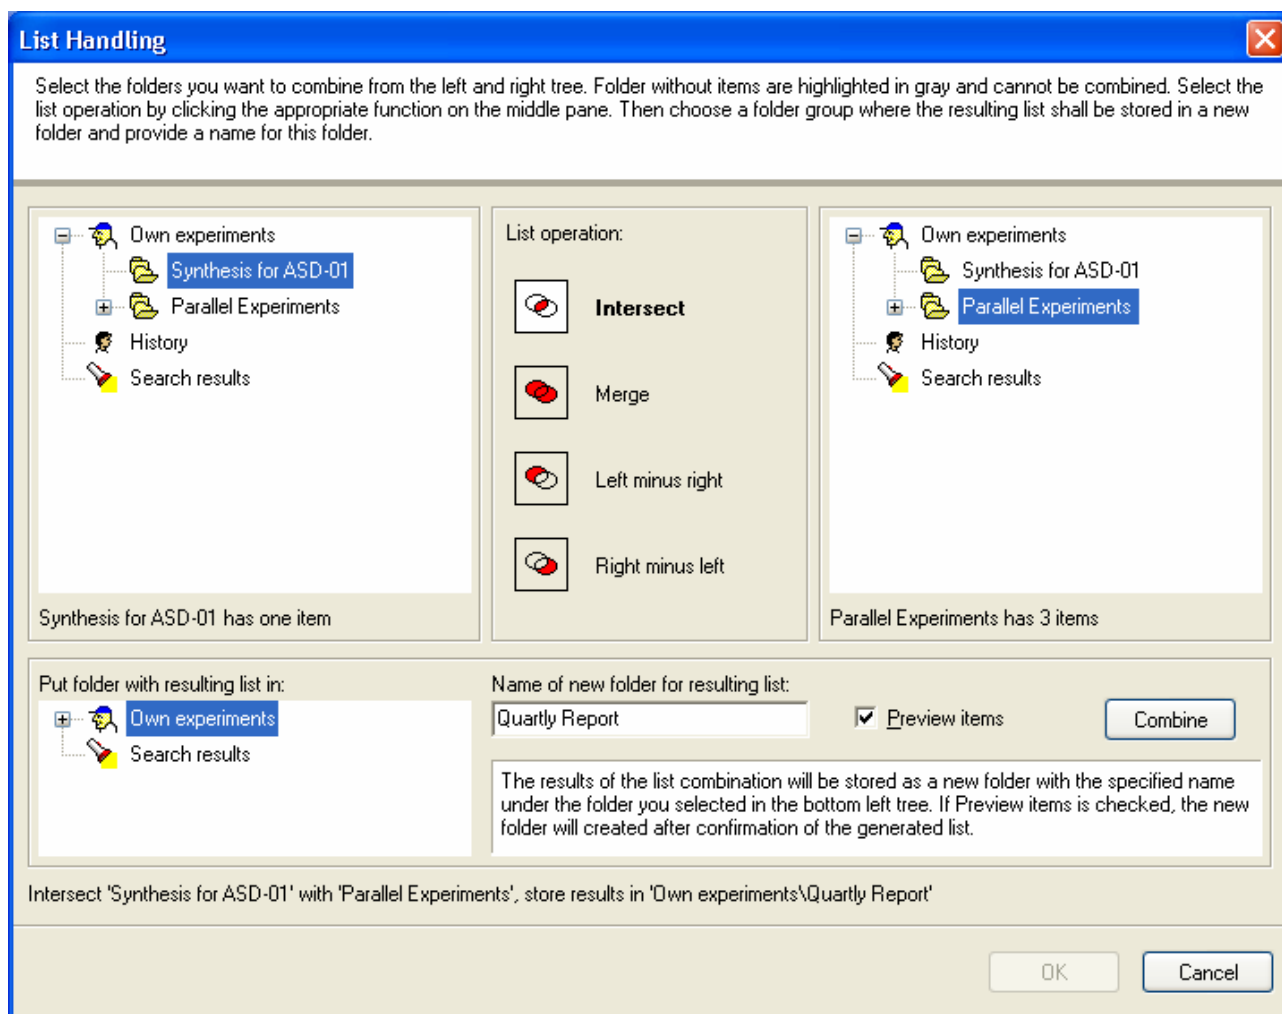 List Handling
Select the folders you want to combine from the left and right tree. Folder without items are highlighted in gray and cannot be combined. Select the
list operation by clicking the appropriate function on the middle pane. Then choose a folder group where the resulting list shall be stored in a new
folder and provide a name for this folder.
Own experiments
Synthesis for ASD-01
Parallel Experiments
History
Search results
Synthesis for ASD-01 has one item
List operation:
Intersect
Merge
Left minus right
Right minus left
Own experiments
Synthesis for ASD-01
Parallel Experiments
History
Search results
Parallel Experiments has 3 items
Put folder with resulting list in:
Own experiments
Search results
Name of new folder for resulting list:
Quartly Report
Preview items
Combine
The results of the list combination will be stored as a new folder with the specified name
under the folder you selected in the bottom left tree. If Preview items is checked, the new
folder will created after confirmation of the generated list.
Intersect 'Synthesis for ASD-01' with 'Parallel Experiments', store results in 'Own experiments\Quartly Report'
OK
Cancel